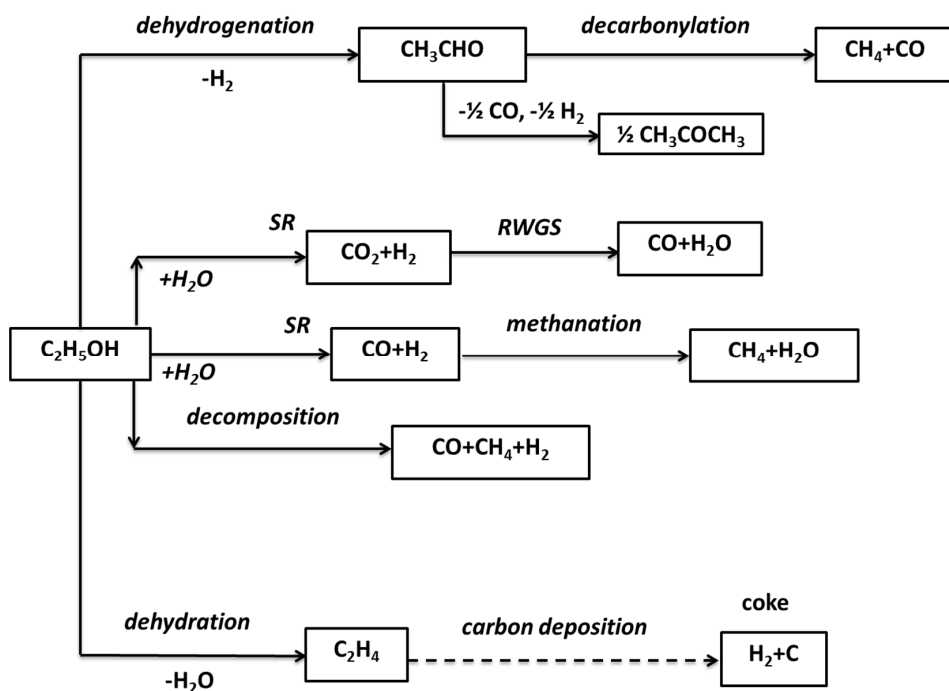 dehydrogenation
-H₂
CH₃CHO
decarbonylation
CH₄+CO
-½ CO, -½ H₂
½ CH₃COCH₃
SR
+H₂O
CO₂+H₂
RWGS
CO+H₂O
C₂H₅OH
SR
+H₂O
CO+H₂
methanation
CH₄+H₂O
decomposition
CO+CH₄+H₂
dehydration
-H₂O
C₂H₄
carbon deposition
coke
H₂+C